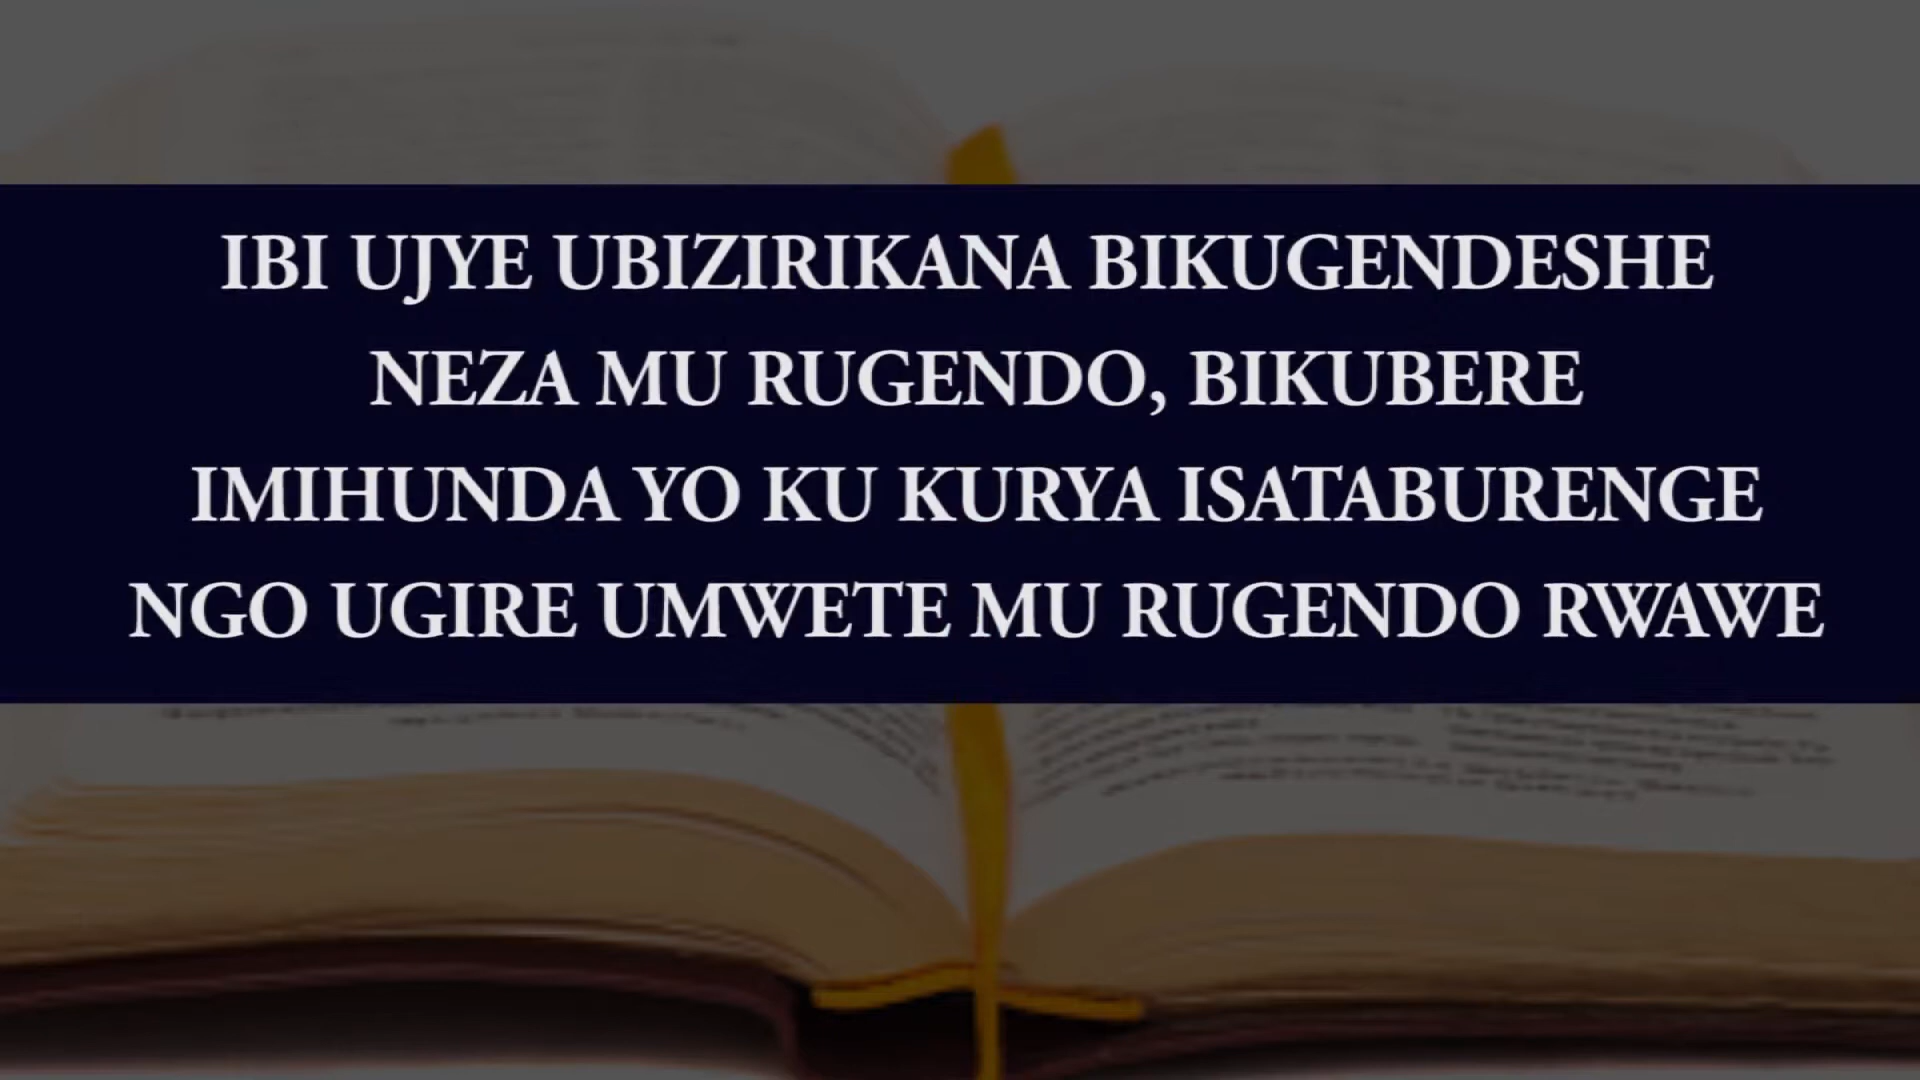 IBI UJYE UBIZIRIKANA BIKUGENDESHE
NEZA MU RUGENDO, BIKUBERE
IMIHUNDA YO KU KURYA ISATABURENGE
NGO UGIRE UMWETE MU RUGENDO RWAWE